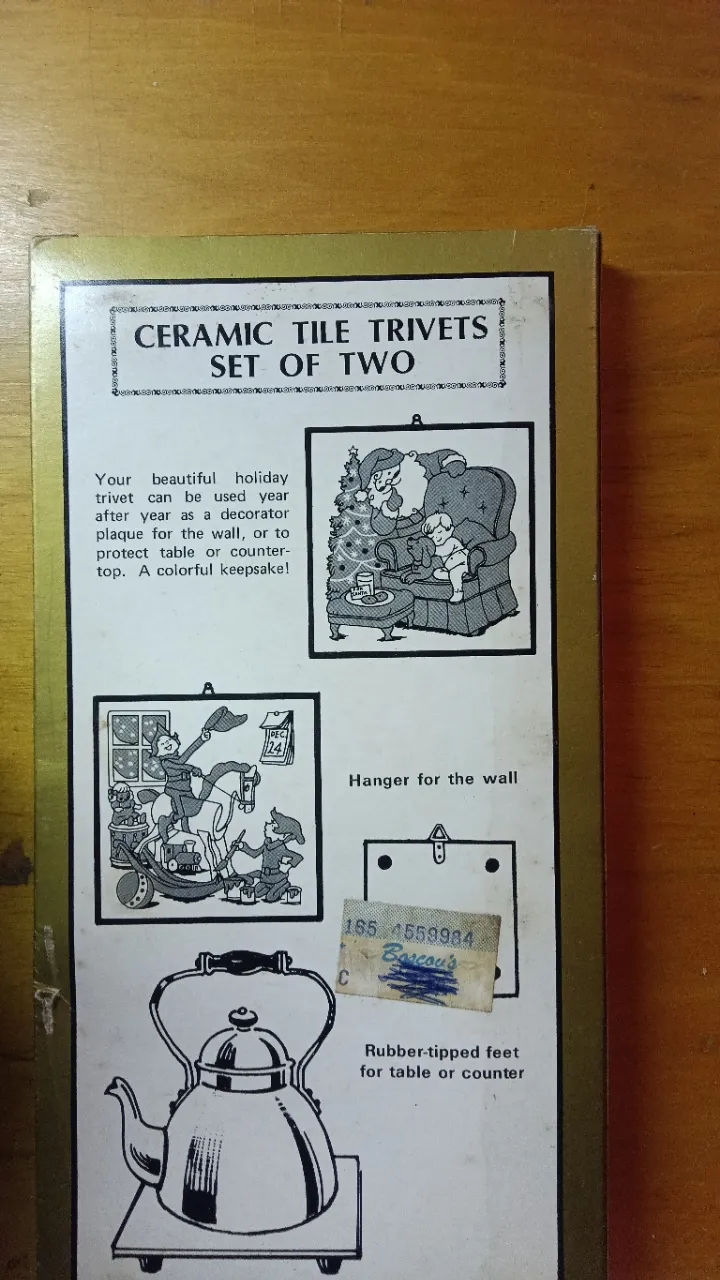 CERAMIC TILE TRIVETS
SET OF TWO
Your beautiful holiday
trivet can be used year
after year as a decorator
plaque for the wall, or to
protect table or counter-
top. A colorful keepsake!
FOR
SANTA
DEC.
24
Hanger for the wall
165 4559984
Boscov's
C
Rubber-tipped feet
for table or counter